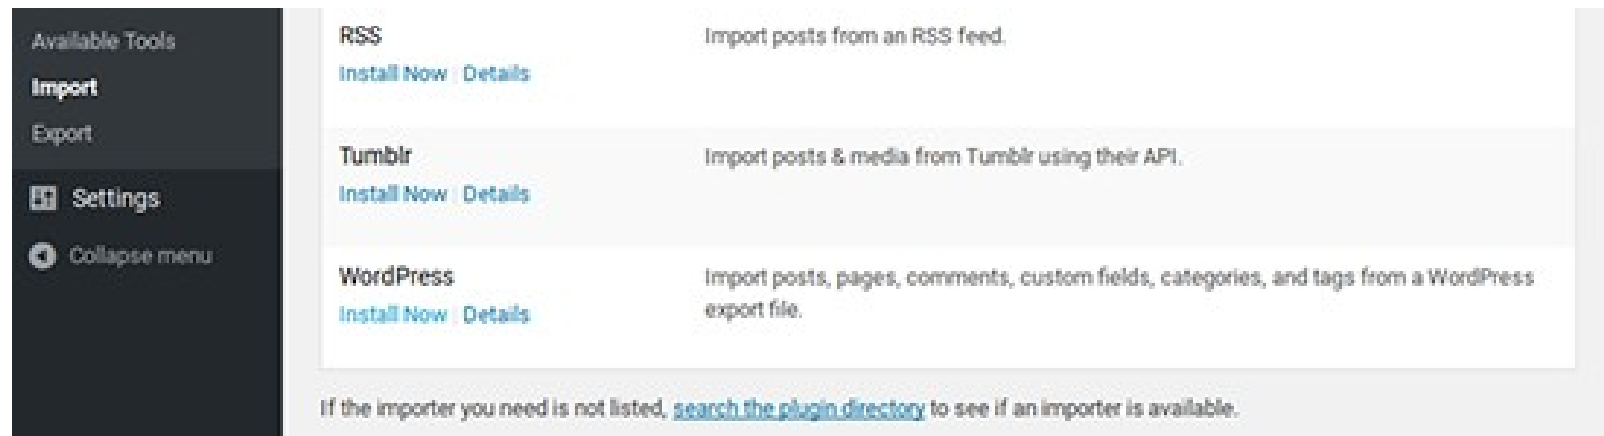 Available Tools
Import
Export
Settings
Collapse menu
RSS
Install Now | Details
Import posts from an RSS feed.
Tumblr
Install Now | Details
Import posts & media from Tumblr using their API.
WordPress
Install Now | Details
Import posts, pages, comments, custom fields, categories, and tags from a WordPress
export file.
If the importer you need is not listed, search the plugin directory to see if an importer is available.